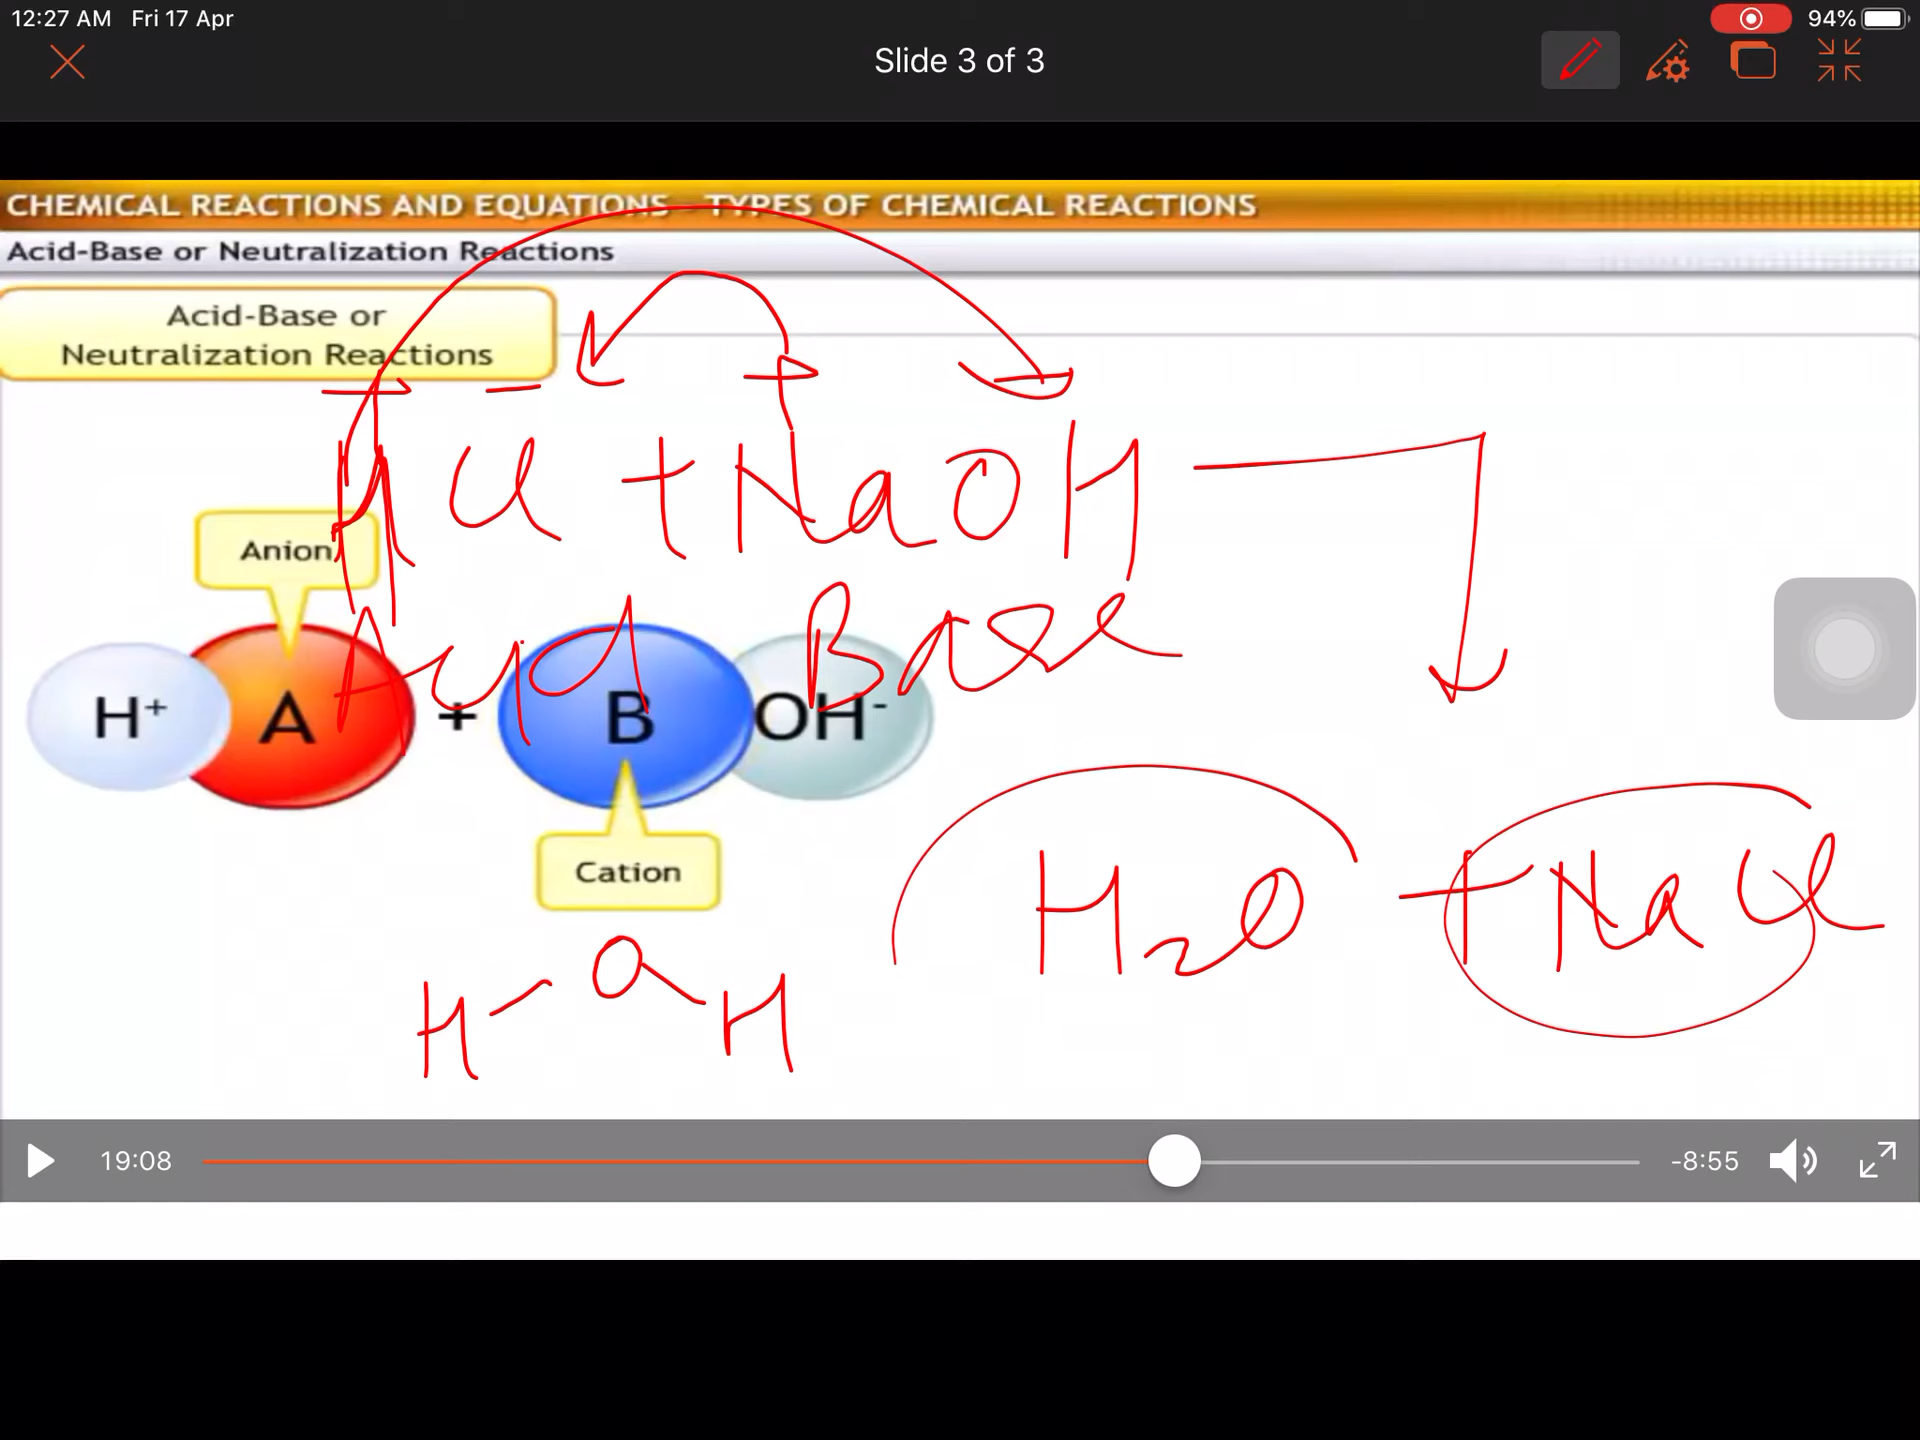 12:27 AM Fri 17 Apr 94%
Slide 3 of 3
CHEMICAL REACTIONS AND EQUATIONS - TYPES OF CHEMICAL REACTIONS
Acid-Base or Neutralization Reactions
Acid-Base or
Neutralization Reactions
+ - + -
HCl + NaOH
Anion
Acid Base
H⁺ A + B OH⁻
Cation
H₂O + NaCl
H - O - H
19:08 -8:55